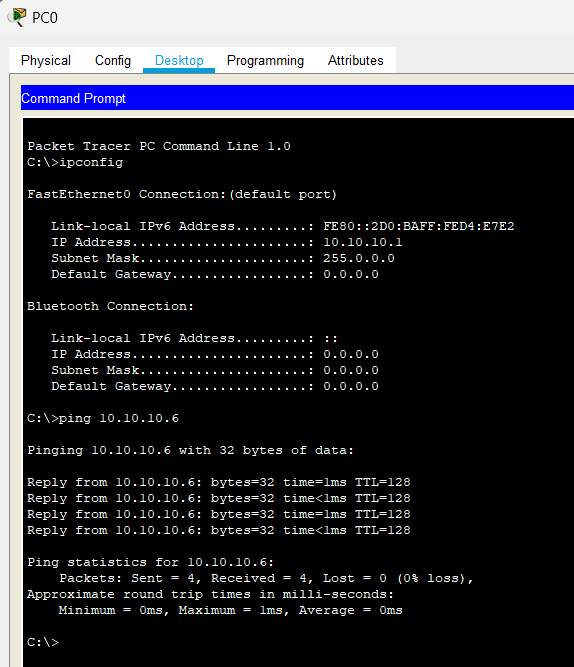 PC0
Physical Config Desktop Programming Attributes
Command Prompt
Packet Tracer PC Command Line 1.0
C:\>ipconfig
FastEthernet0 Connection:(default port)
Link-local IPv6 Address.........: FE80::2D0:BAFF:FED4:E7E2
IP Address......................: 10.10.10.1
Subnet Mask.....................: 255.0.0.0
Default Gateway.................: 0.0.0.0
Bluetooth Connection:
Link-local IPv6 Address.........: ::
IP Address......................: 0.0.0.0
Subnet Mask.....................: 0.0.0.0
Default Gateway.................: 0.0.0.0
C:\>ping 10.10.10.6
Pinging 10.10.10.6 with 32 bytes of data:
Reply from 10.10.10.6: bytes=32 time=1ms TTL=128
Reply from 10.10.10.6: bytes=32 time<1ms TTL=128
Reply from 10.10.10.6: bytes=32 time=1ms TTL=128
Reply from 10.10.10.6: bytes=32 time<1ms TTL=128
Ping statistics for 10.10.10.6:
Packets: Sent = 4, Received = 4, Lost = 0 (0% loss),
Approximate round trip times in milli-seconds:
Minimum = 0ms, Maximum = 1ms, Average = 0ms
C:\>